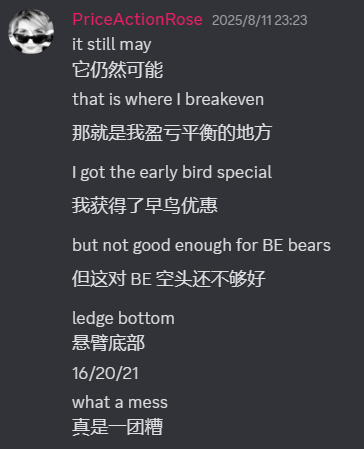 PriceActionRose 2025/8/11 23:23
it still may
它仍然可能
that is where I breakeven
那就是我盈亏平衡的地方
I got the early bird special
我获得了早鸟优惠
but not good enough for BE bears
但这对 BE 空头还不够好
ledge bottom
悬臂底部
16/20/21
what a mess
真是一团糟